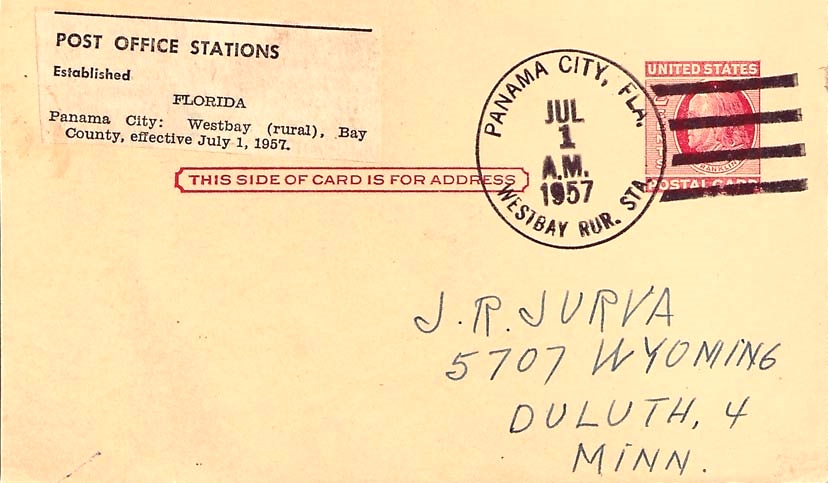 POST OFFICE STATIONS
Established
FLORIDA
Panama City: Westbay (rural), Bay
County, effective July 1, 1957.
THIS SIDE OF CARD IS FOR ADDRESS
PANAMA CITY, FLA.
JUL
1
A.M.
1957
WESTBAY RUR. STA.
UNITED STATES
FRANKLIN
POSTAL CARD
J. R. JURVA
5707 WYOMING
DULUTH, 4
MINN.